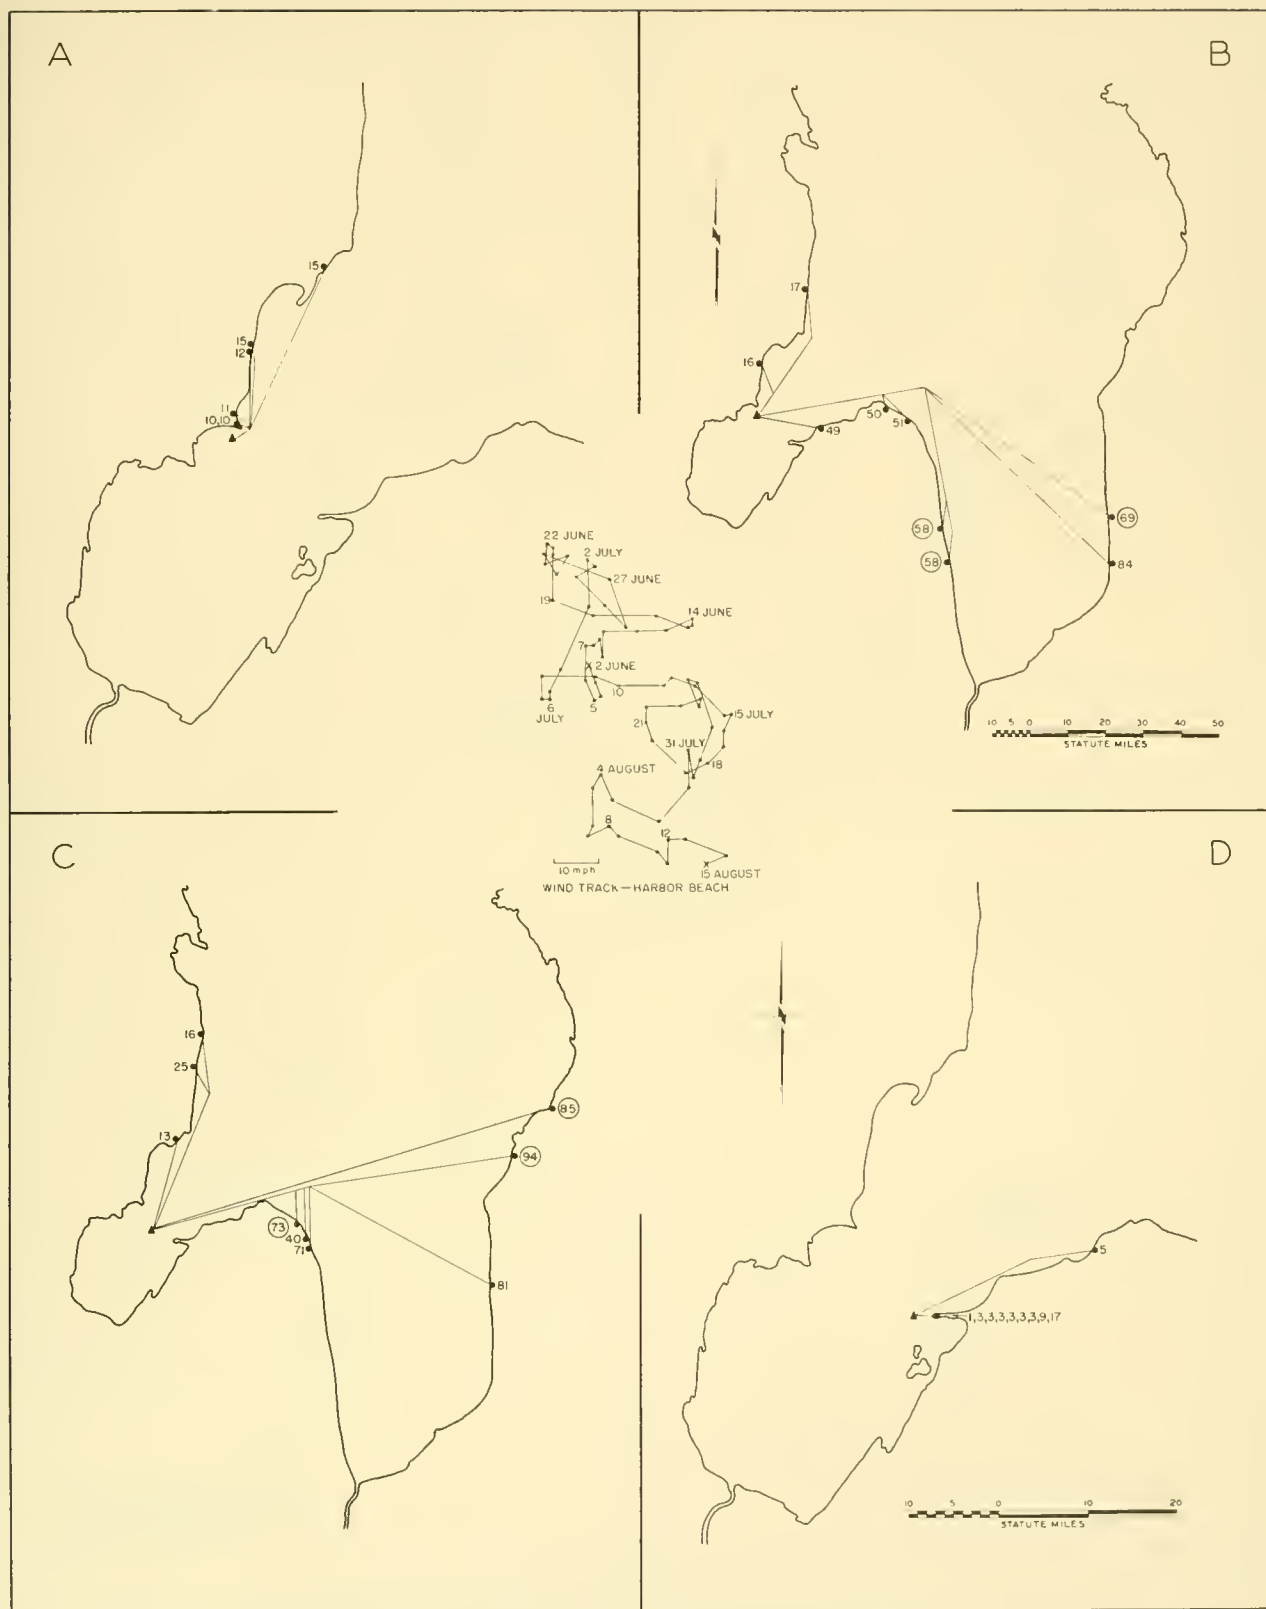 A
15
15
12
11
10,10
B
17
16
50
51
49
58
58
69
84
10 5 0 10 20 30 40 50
STATUTE MILES
22 JUNE
2 JULY
27 JUNE
19
14 JUNE
7
2 JUNE
10
6
JULY
5
21
15 JULY
31 JULY
18
4 AUGUST
8
12
15 AUGUST
10 mph
WIND TRACK—HARBOR BEACH
C
16
25
13
85
94
73
40
71
81
D
5
1,3,3,3,3,3,3,9,17
10 5 0 10 20
STATUTE MILES